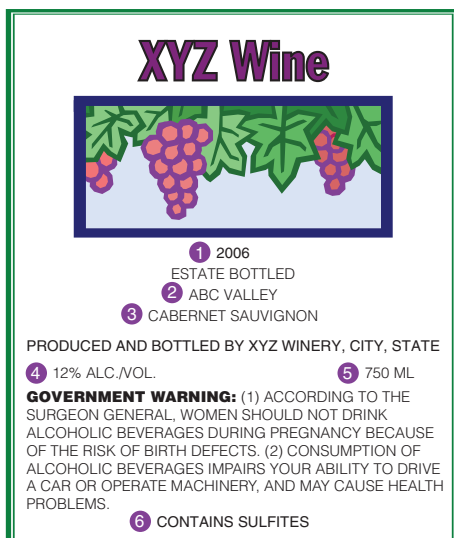 XYZ Wine
1 2006
ESTATE BOTTLED
2 ABC VALLEY
3 CABERNET SAUVIGNON
PRODUCED AND BOTTLED BY XYZ WINERY, CITY, STATE
4 12% ALC./VOL. 5 750 ML
GOVERNMENT WARNING: (1) ACCORDING TO THE
SURGEON GENERAL, WOMEN SHOULD NOT DRINK
ALCOHOLIC BEVERAGES DURING PREGNANCY BECAUSE
OF THE RISK OF BIRTH DEFECTS. (2) CONSUMPTION OF
ALCOHOLIC BEVERAGES IMPAIRS YOUR ABILITY TO DRIVE
A CAR OR OPERATE MACHINERY, AND MAY CAUSE HEALTH
PROBLEMS.
6 CONTAINS SULFITES